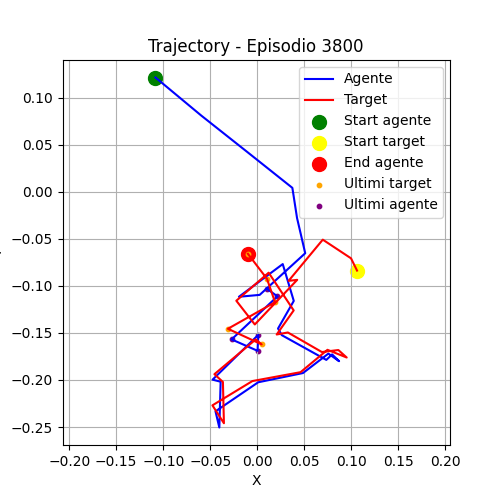 Trajectory - Episodio 3800
Agente
Target
Start agente
Start target
End agente
Ultimi target
Ultimi agente
0.10
0.05
0.00
−0.05
−0.10
−0.15
−0.20
−0.25
−0.20
−0.15
−0.10
−0.05
0.00
0.05
0.10
0.15
0.20
X